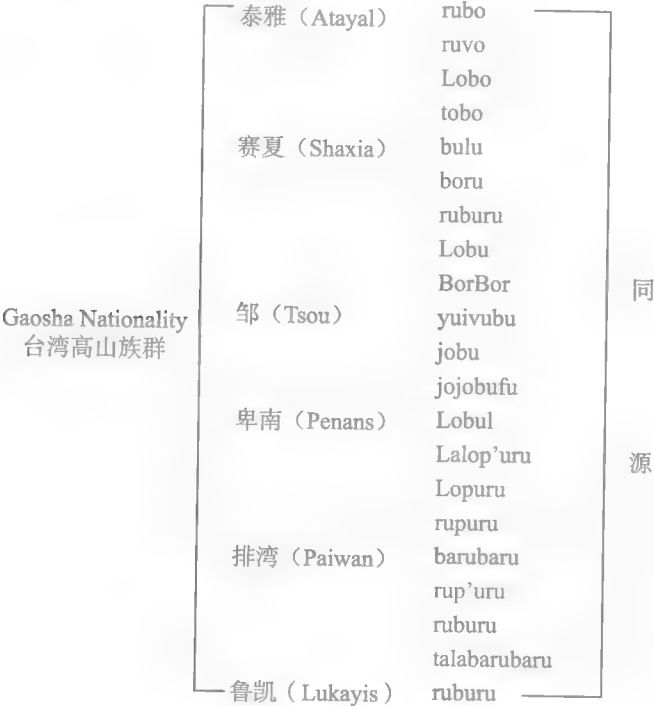 泰雅（Atayal） rubo
ruvo
Lobo
tobo
赛夏（Shaxia） bulu
boru
ruburu
Lobu
BorBor
同
Gaosha Nationality
台湾高山族群
邹（Tsou） yuivubu
jobu
jojobufu
卑南（Penans） Lobul
Lalop’uru
源
Lopuru
rupuru
排湾（Paiwan） barubaru
rup’uru
ruburu
talabarubaru
鲁凯（Lukayis） ruburu